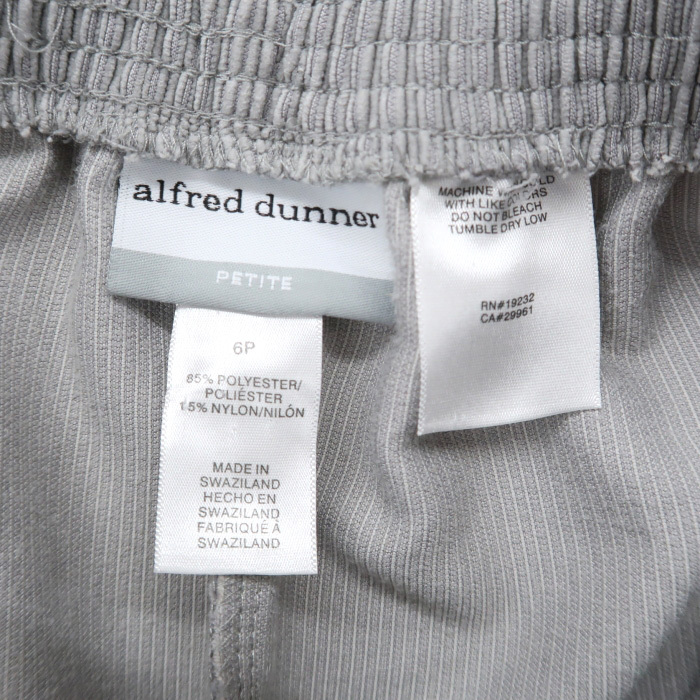 alfred dunner
PETITE
6P
85% POLYESTER/
POLIÉSTER
15% NYLON/NILÓN
MADE IN
SWAZILAND
HECHO EN
SWAZILAND
FABRIQUÉ À
SWAZILAND
MACHINE
WITH LIKE
DO NOT BLEACH
TUMBLE DRY LOW
RN#19232
CA#29961